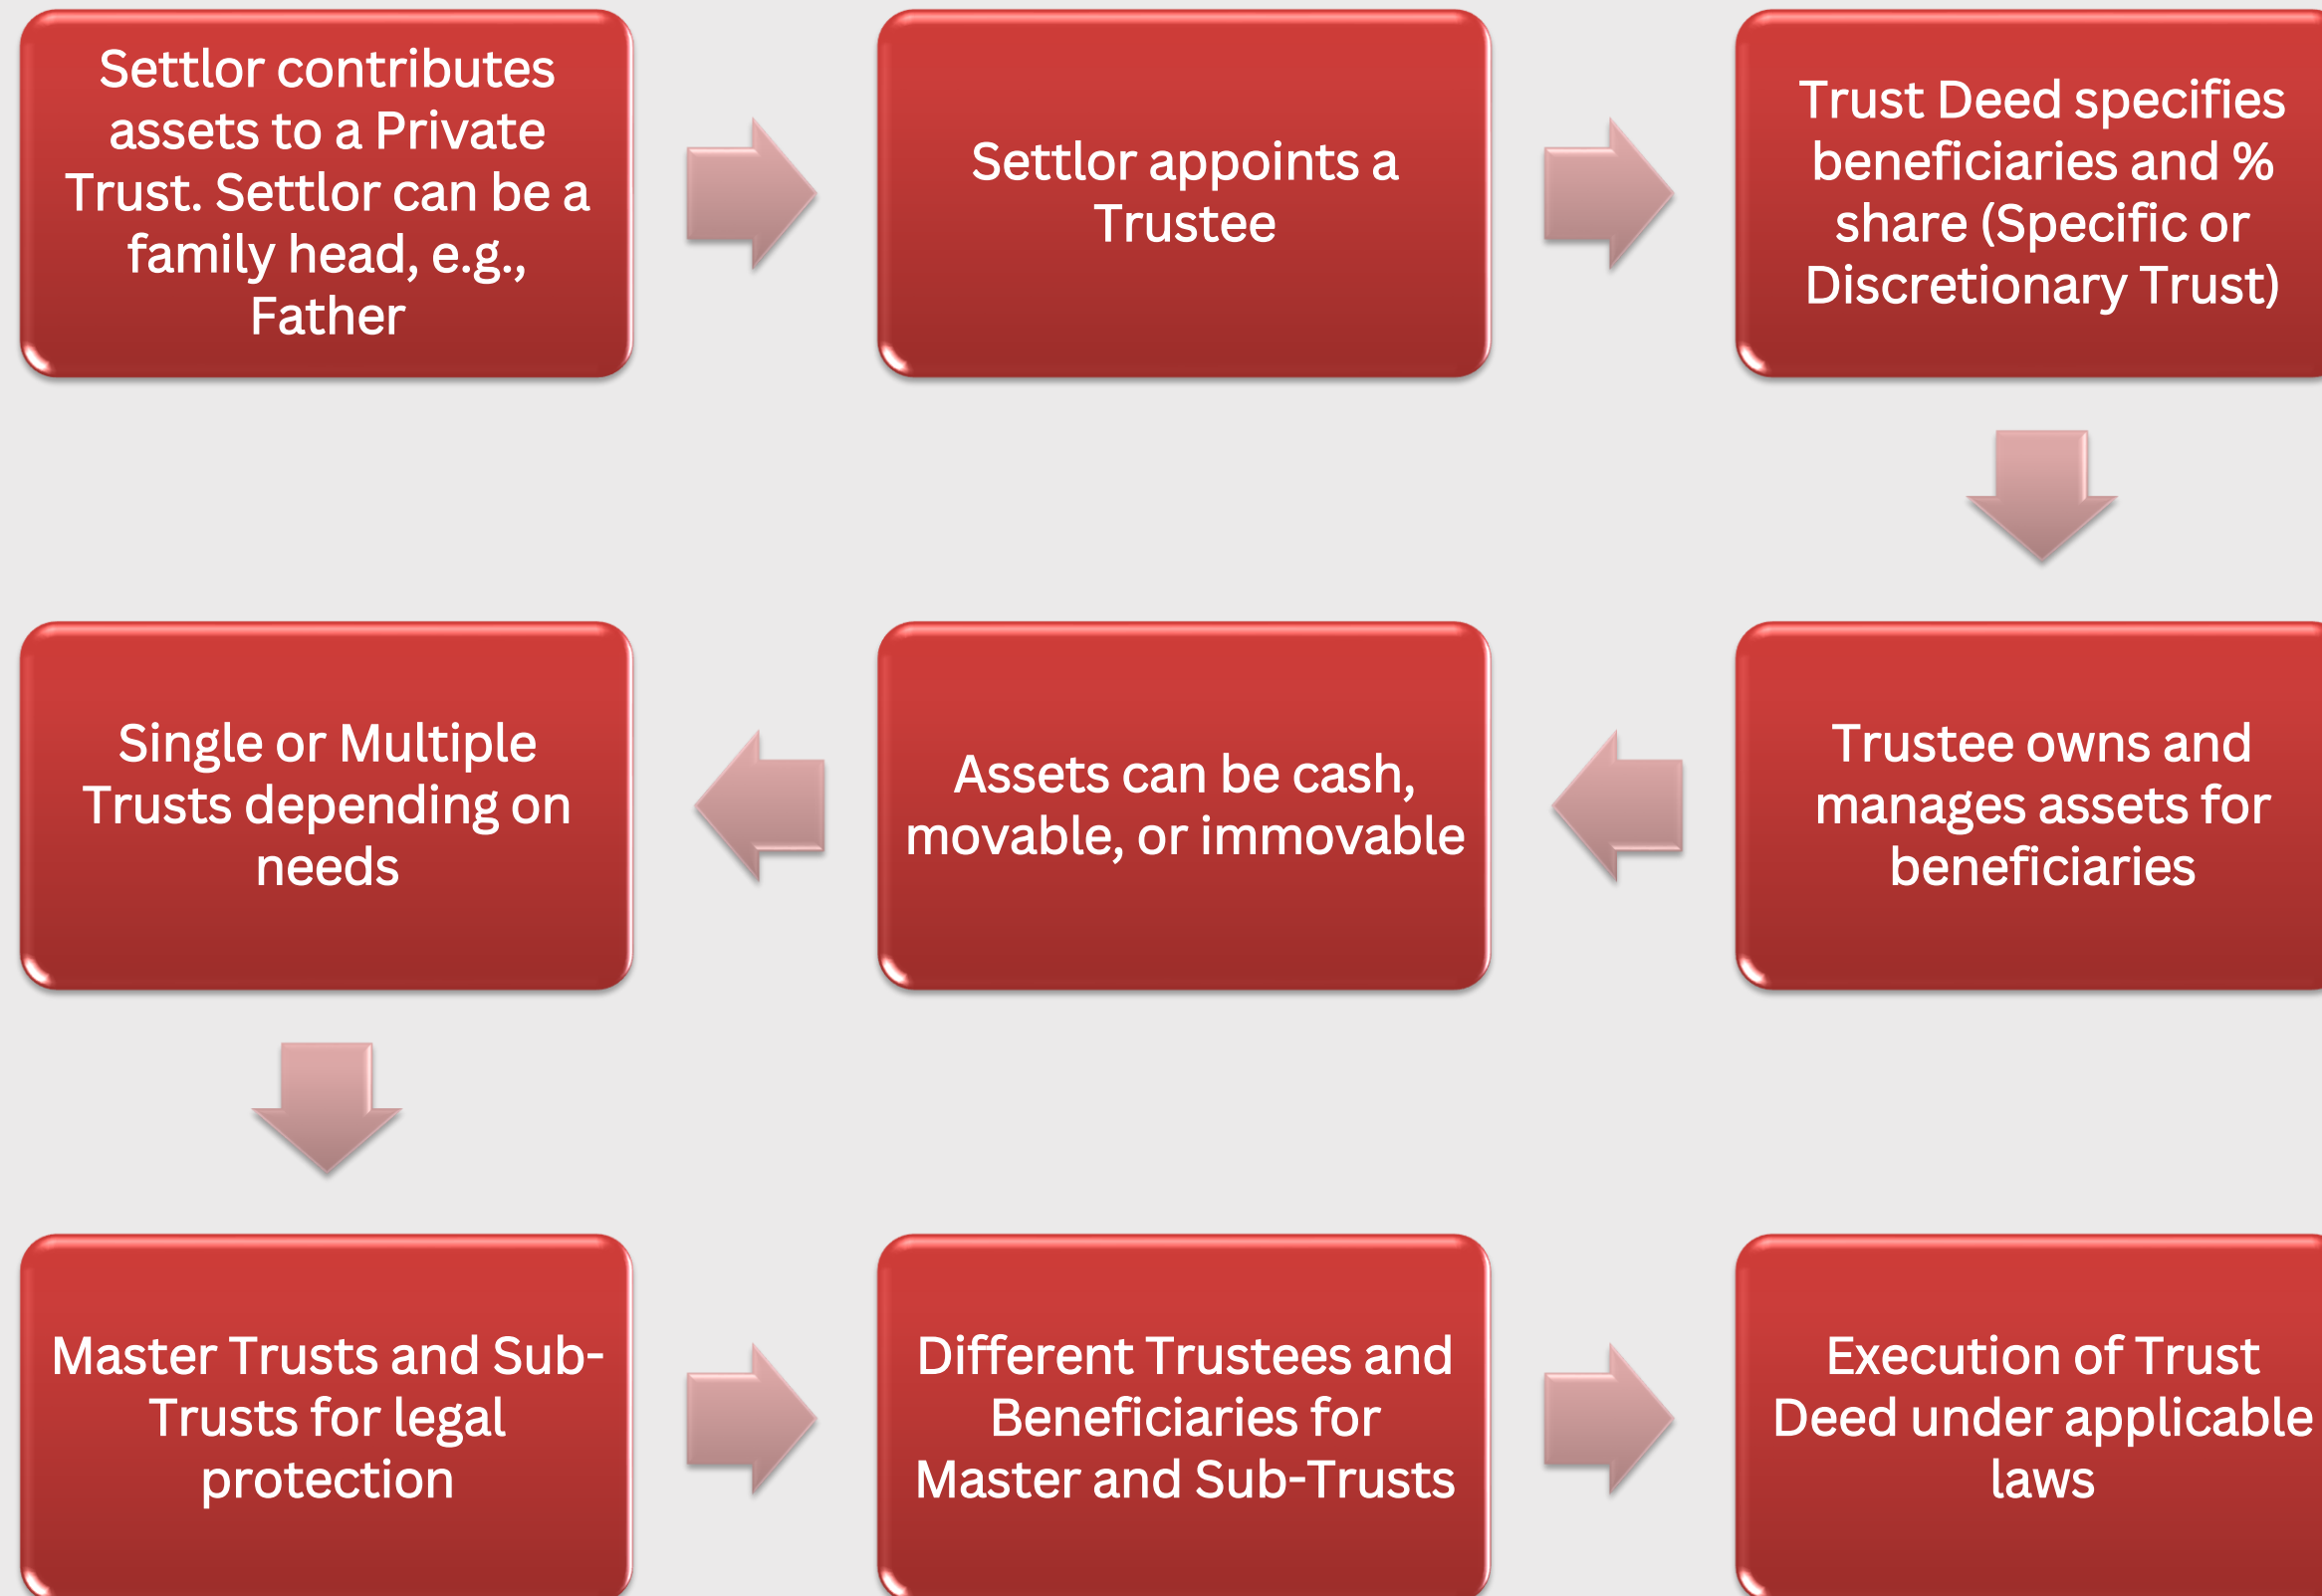 Settlor contributes
assets to a Private
Trust. Settlor can be a
family head, e.g.,
Father
Settlor appoints a
Trustee
Trust Deed specifies
beneficiaries and %
share (Specific or
Discretionary Trust)
Trustee owns and
manages assets for
beneficiaries
Assets can be cash,
movable, or immovable
Single or Multiple
Trusts depending on
needs
Master Trusts and Sub-
Trusts for legal
protection
Different Trustees and
Beneficiaries for
Master and Sub-Trusts
Execution of Trust
Deed under applicable
laws